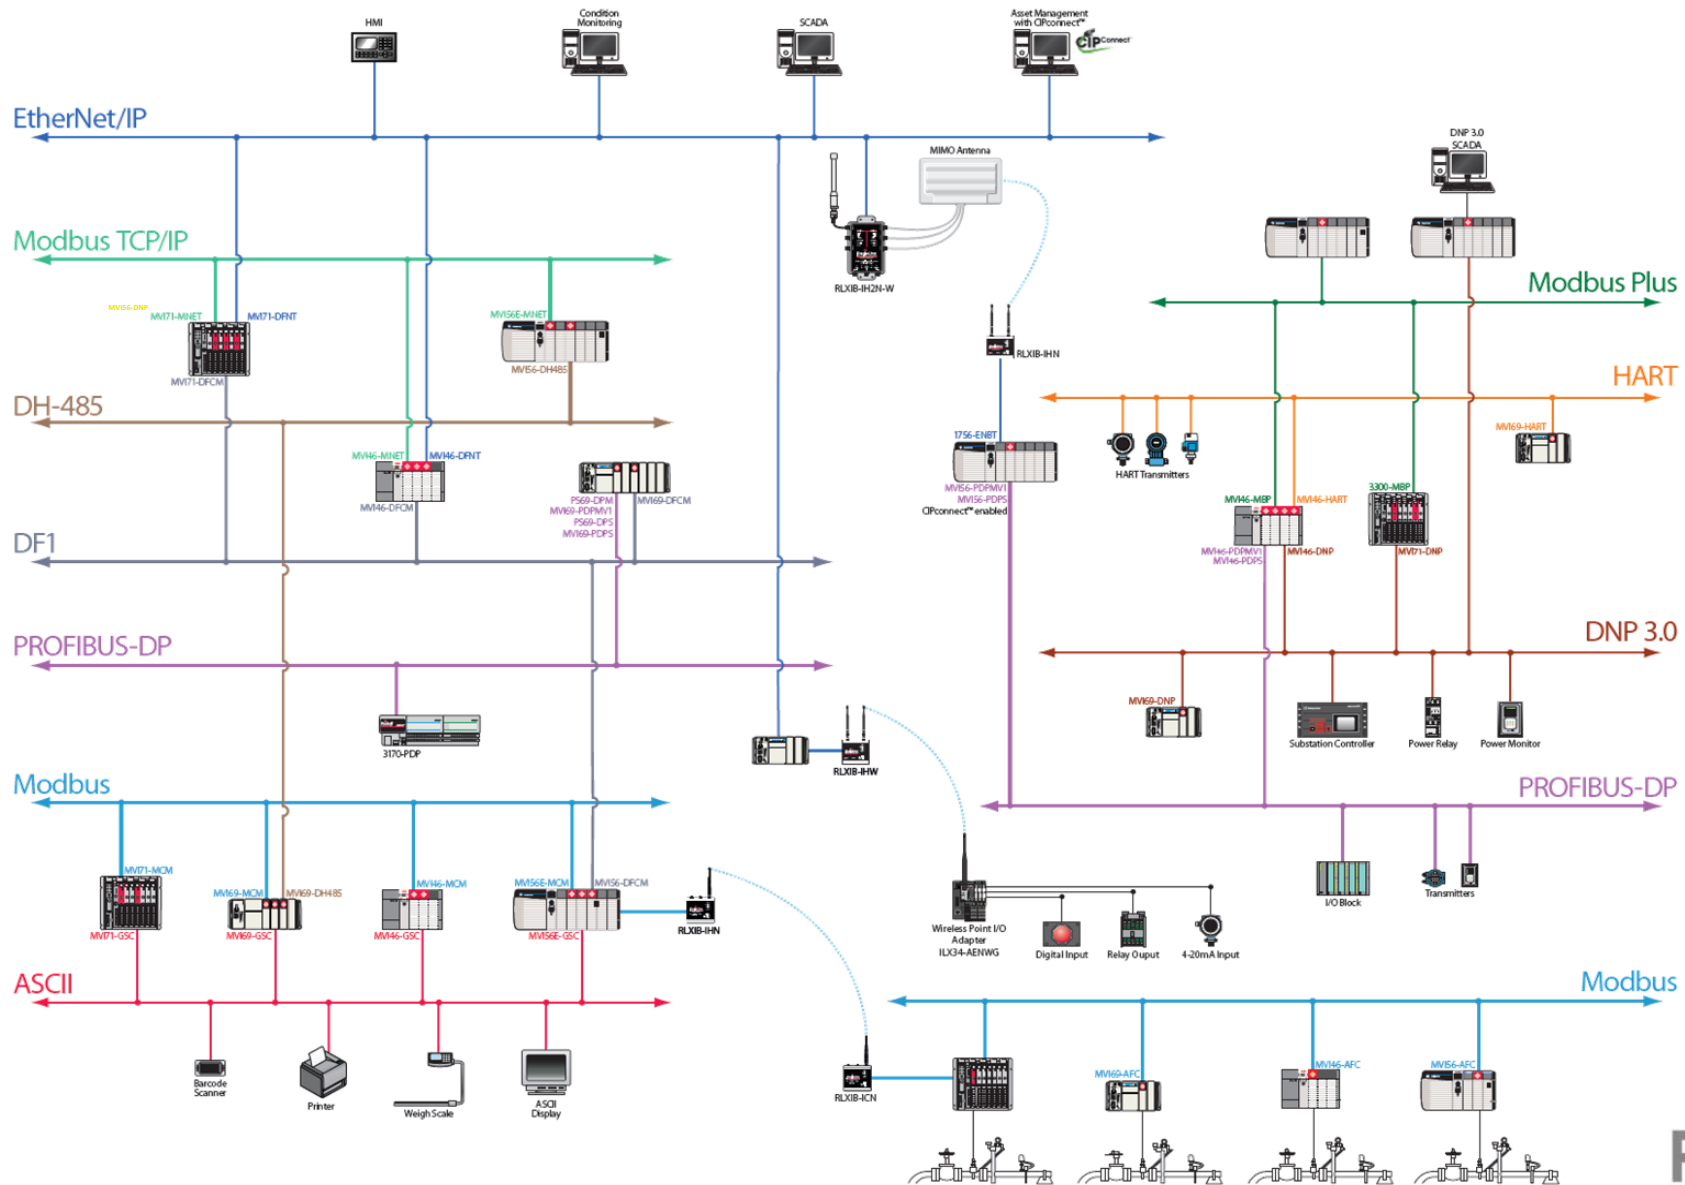 HMI
Condition
Monitoring
SCADA
Asset Management
with CIPconnect™
CIPconnect
EtherNet/IP
MIMO Antenna
DNP 3.0
SCADA
Modbus TCP/IP
RLXIB-IH2N-W
Modbus Plus
MVI56-DNP
MVI71-MNET
MVI71-DFNT
MVI56E-MNET
RLXIB-IHN
MVI71-DFCM
MVI56-DH485
HART
DH-485
MVI69-HART
1756-ENBT
HART Transmitters
MVI46-MNET
MVI46-DFNT
MVI46-DFCM
PS69-DPM
MVI69-PDPMV1
PS69-DPS
MVI69-PDPS
MVI69-DFCM
MVI56-PDPMV1
MVI56-PDPS
CIPconnect™ enabled
MVI46-MBP
MVI46-HART
3300-MBP
DF1
MVI46-PDPMV1
MVI46-PDPS
MVI46-DNP
MVI71-DNP
PROFIBUS-DP
DNP 3.0
MVI69-DNP
Substation Controller
Power Relay
Power Monitor
3170-PDP
RLXIB-IHW
Modbus
PROFIBUS-DP
MVI71-MCM
MVI69-MCM
MVI69-DH485
MVI46-MCM
MVI56E-MCM
MVI56-DFCM
I/O Block
Transmitters
MVI71-GSC
MVI69-GSC
MVI46-GSC
MVI56E-GSC
RLXIB-IHN
Wireless Point I/O
Adapter
ILX34-AENWG
Digital Input
Relay Ouput
4-20mA Input
ASCII
Modbus
Barcode
Scanner
Printer
Weigh Scale
ASCII
Display
RLXIB-ICN
MVI69-AFC
MVI46-AFC
MVI56-AFC